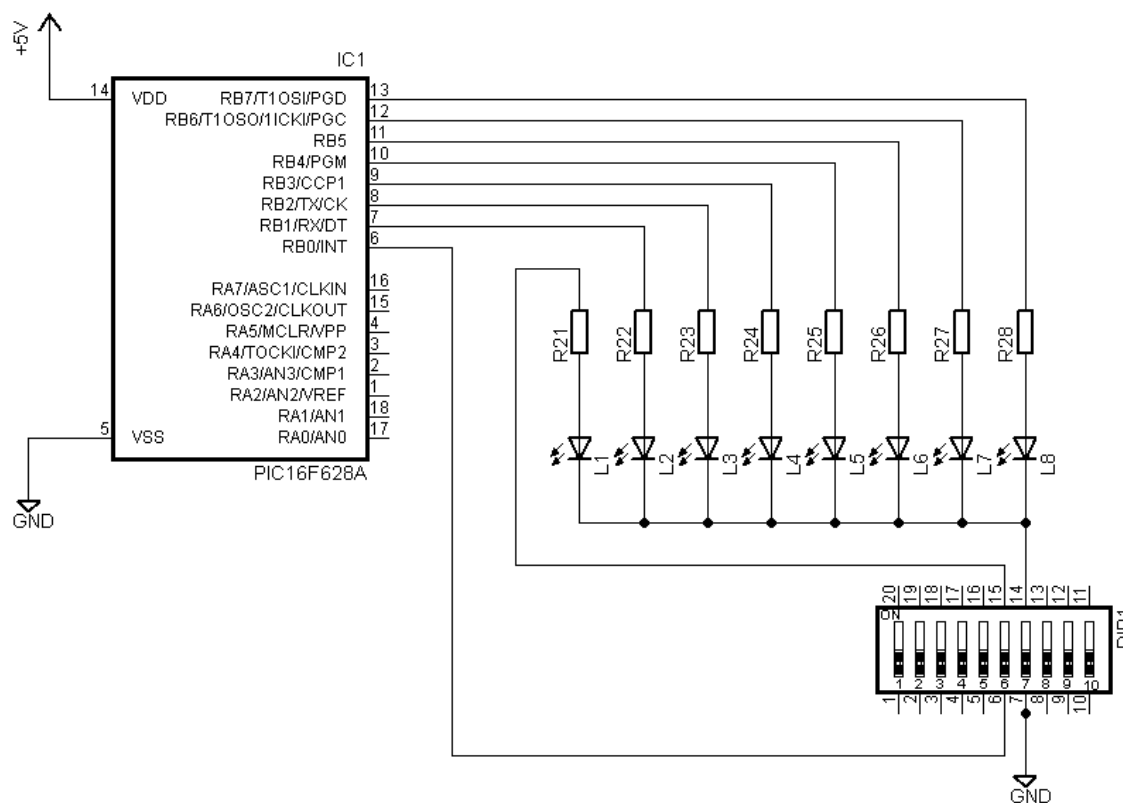 +5V
IC1
14
VDD
RB7/T1OSI/PGD
13
RB6/T1OSO/1ICKI/PGC
12
RB5
11
RB4/PGM
10
RB3/CCP1
9
RB2/TX/CK
8
RB1/RX/DT
7
RB0/INT
6
RA7/ASC1/CLKIN
16
RA6/OSC2/CLKOUT
15
RA5/MCLR/VPP
4
RA4/TOCKI/CMP2
3
RA3/AN3/CMP1
2
RA2/AN2/VREF
1
RA1/AN1
18
5
VSS
RA0/AN0
17
PIC16F628A
GND
R21
R22
R23
R24
R25
R26
R27
R28
L1
L2
L3
L4
L5
L6
L7
L8
20 19 18 17 16 15 14 13 12 11
ON
DIP1
1 2 3 4 5 6 7 8 9 10
1 2 3 4 5 6 7 8 9 10
GND